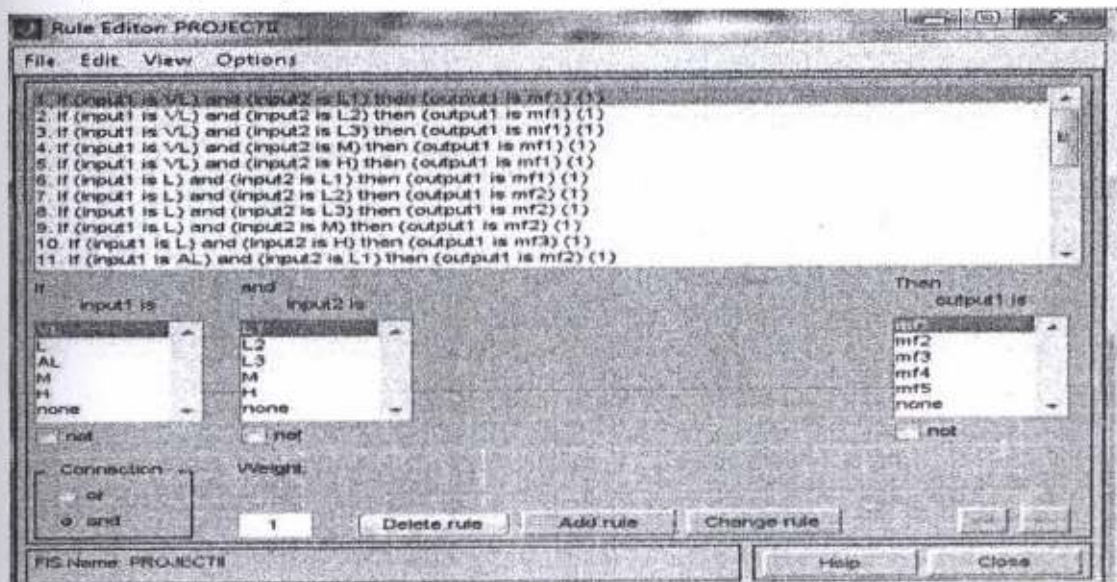 Rule Editor: PROJECTII
File Edit View Options
1. If (input1 is VL) and (input2 is L1) then (output1 is mf1) (1)
2. If (input1 is VL) and (input2 is L2) then (output1 is mf1) (1)
3. If (input1 is VL) and (input2 is L3) then (output1 is mf1) (1)
4. If (input1 is VL) and (input2 is M) then (output1 is mf1) (1)
5. If (input1 is VL) and (input2 is H) then (output1 is mf1) (1)
6. If (input1 is L) and (input2 is L1) then (output1 is mf1) (1)
7. If (input1 is L) and (input2 is L2) then (output1 is mf2) (1)
8. If (input1 is L) and (input2 is L3) then (output1 is mf2) (1)
9. If (input1 is L) and (input2 is M) then (output1 is mf2) (1)
10. If (input1 is L) and (input2 is H) then (output1 is mf3) (1)
11. If (input1 is AL) and (input2 is L1) then (output1 is mf2) (1)
If and Then
input1 is input2 is output1 is
VL L1 mf1
L L2 mf2
AL L3 mf3
M M mf4
H H mf5
none none none
not not not
Connection Weight:
or
and 1 Delete rule Add rule Change rule << >>
FIS Name: PROJECTII Help Close